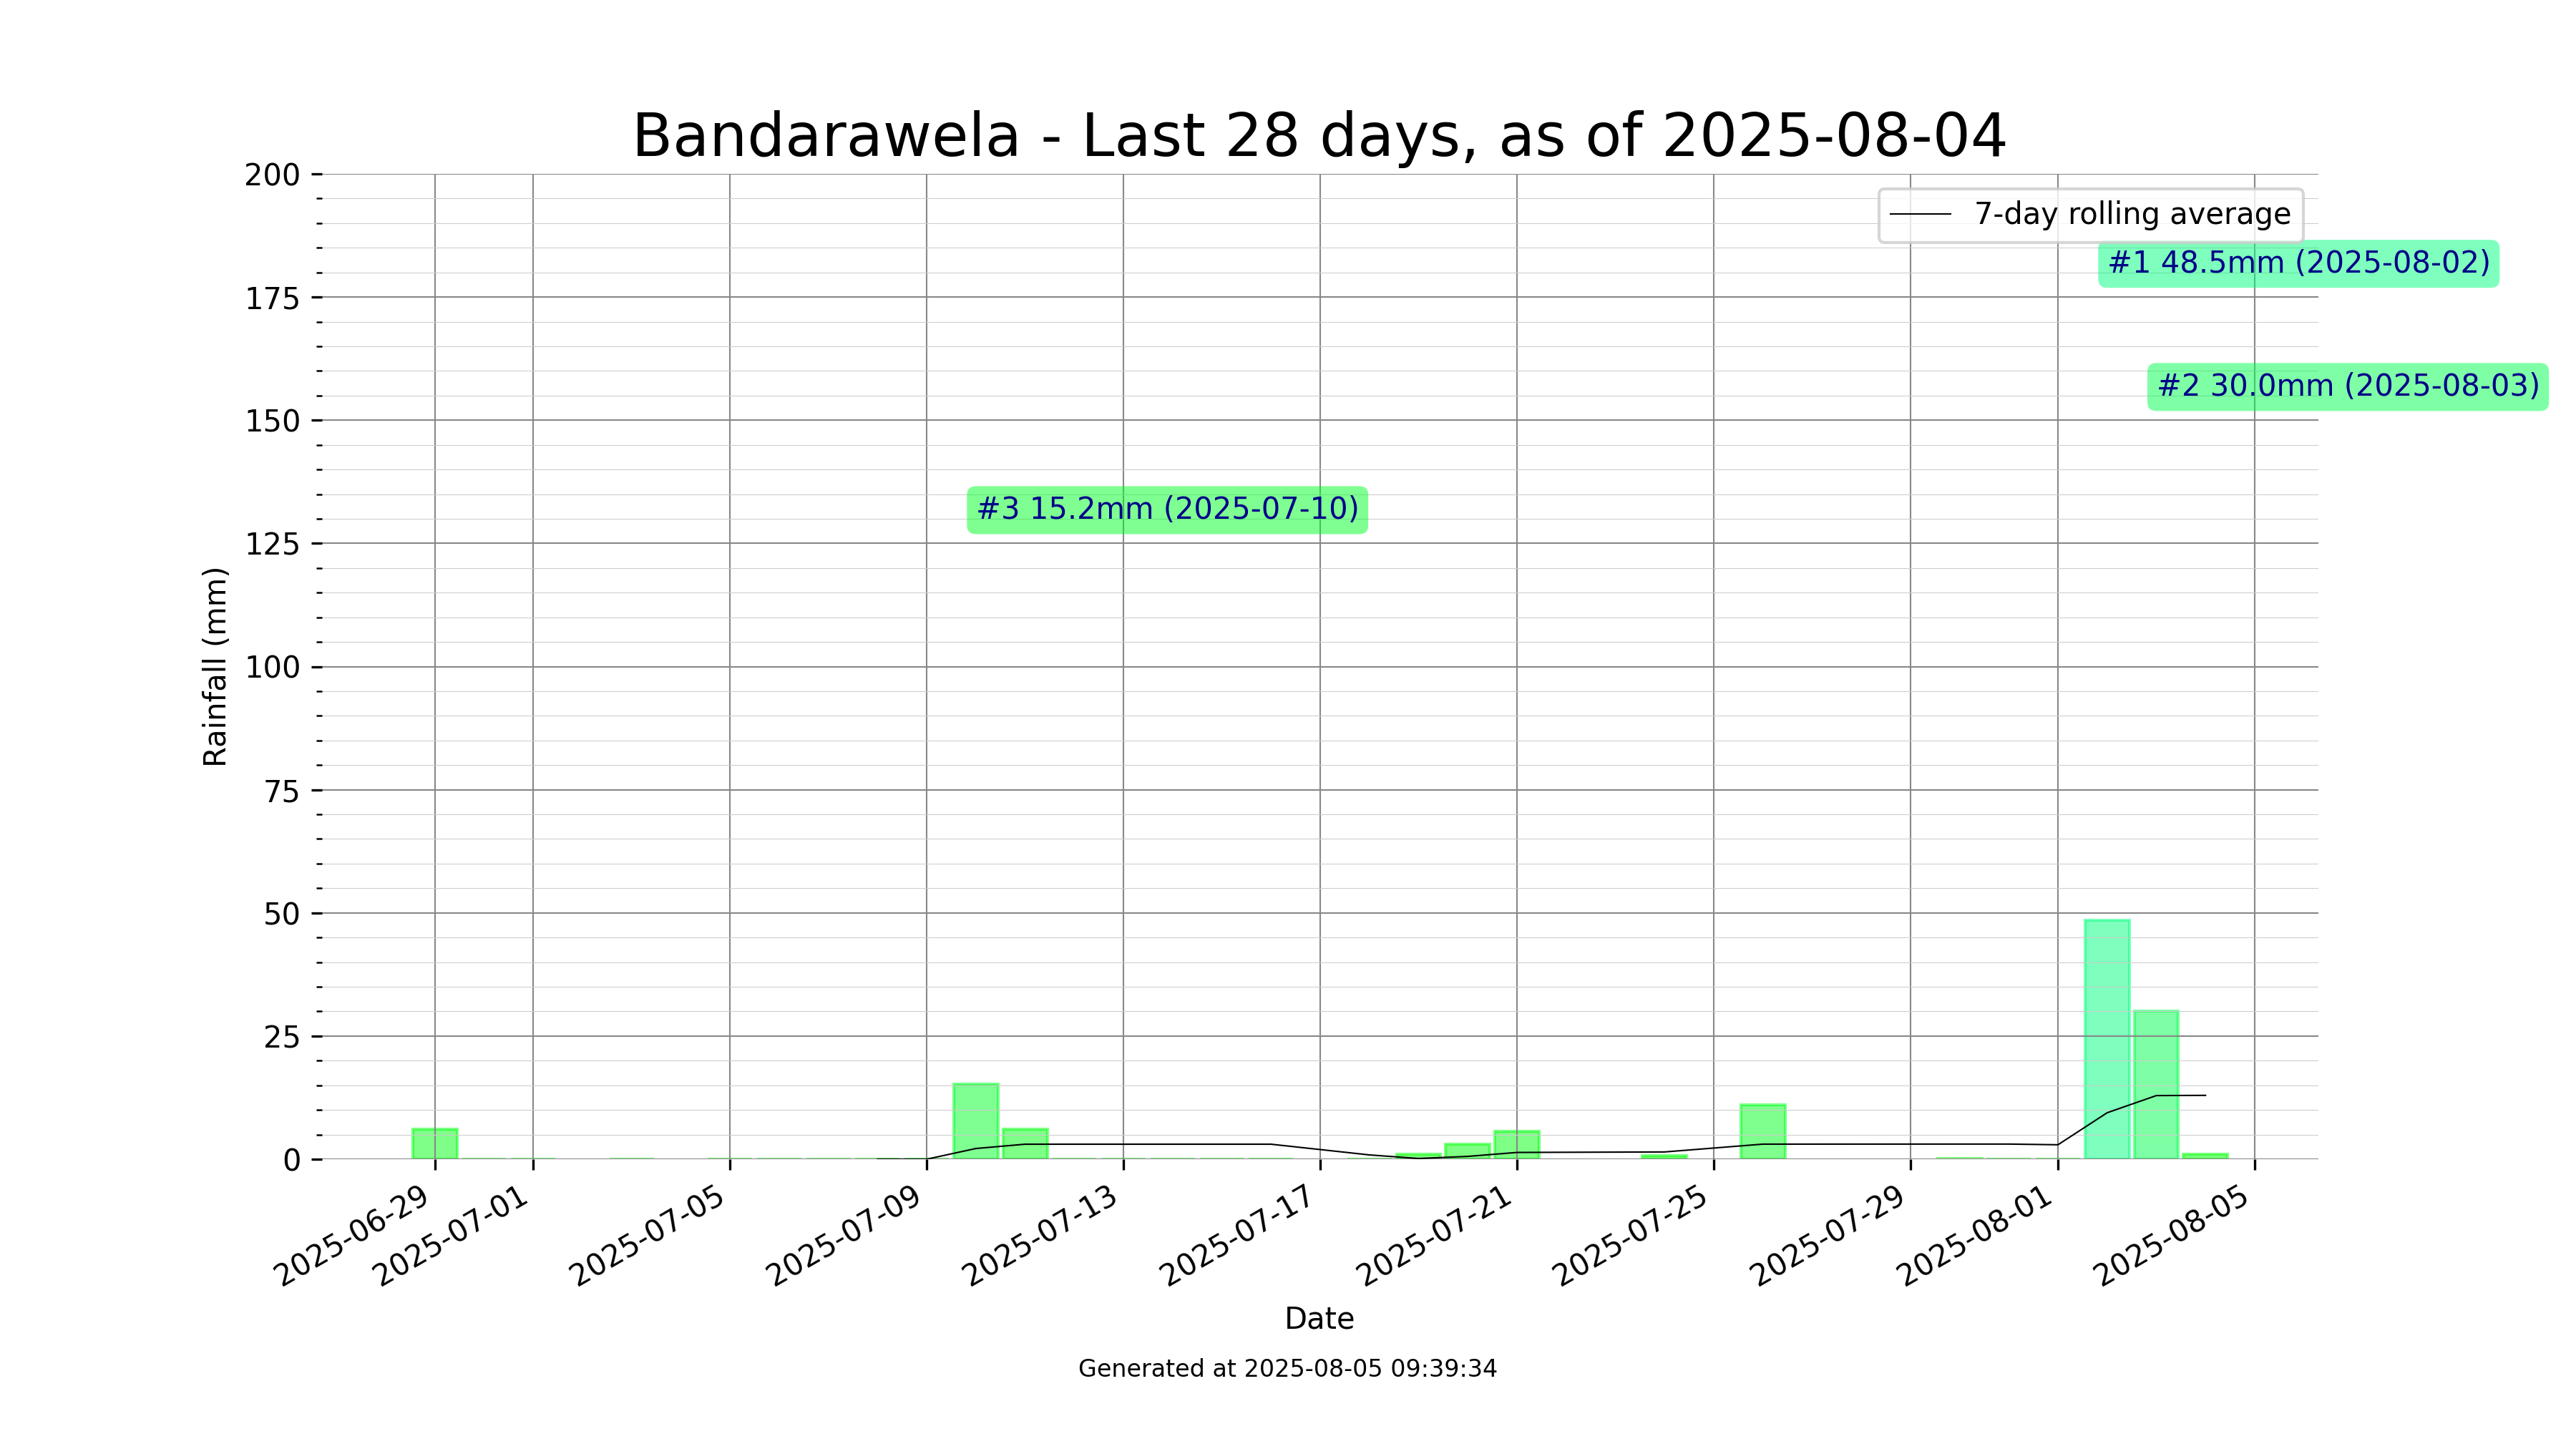 Bandarawela - Last 28 days, as of 2025-08-04
200
175
150
125
100
75
50
25
0
Rainfall (mm)
7-day rolling average
#1 48.5mm (2025-08-02)
#2 30.0mm (2025-08-03)
#3 15.2mm (2025-07-10)
2025-06-29
2025-07-01
2025-07-05
2025-07-09
2025-07-13
2025-07-17
2025-07-21
2025-07-25
2025-07-29
2025-08-01
2025-08-05
Date
Generated at 2025-08-05 09:39:34